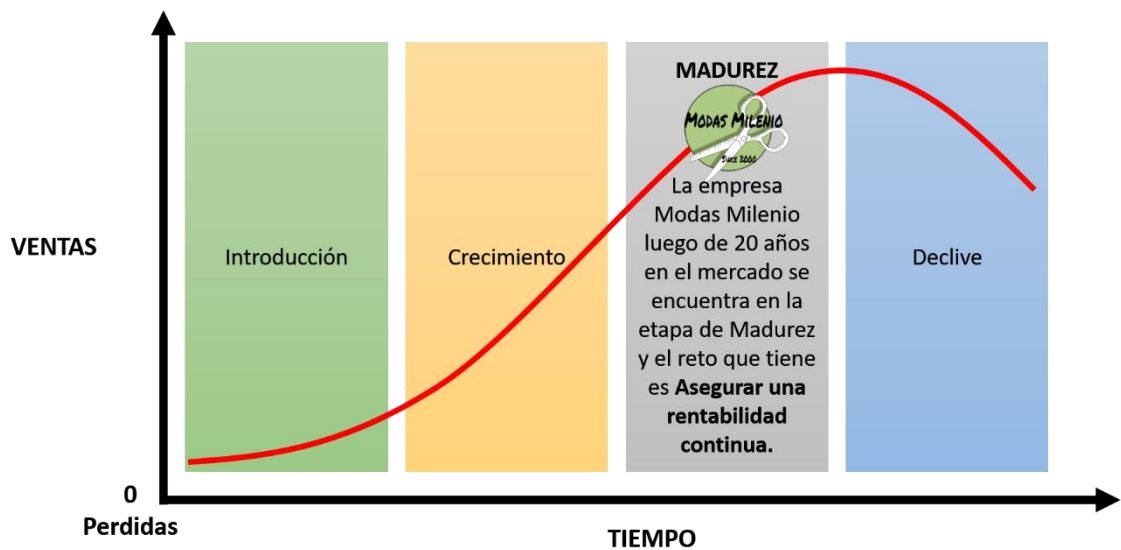 MADUREZ
MODAS MILENIO
SINCE 2000
La empresa
Modas Milenio
luego de 20 años
en el mercado se
encuentra en la
etapa de Madurez
y el reto que tiene
es Asegurar una
rentabilidad
continua.
VENTAS
Introducción
Crecimiento
Declive
0
Perdidas
TIEMPO